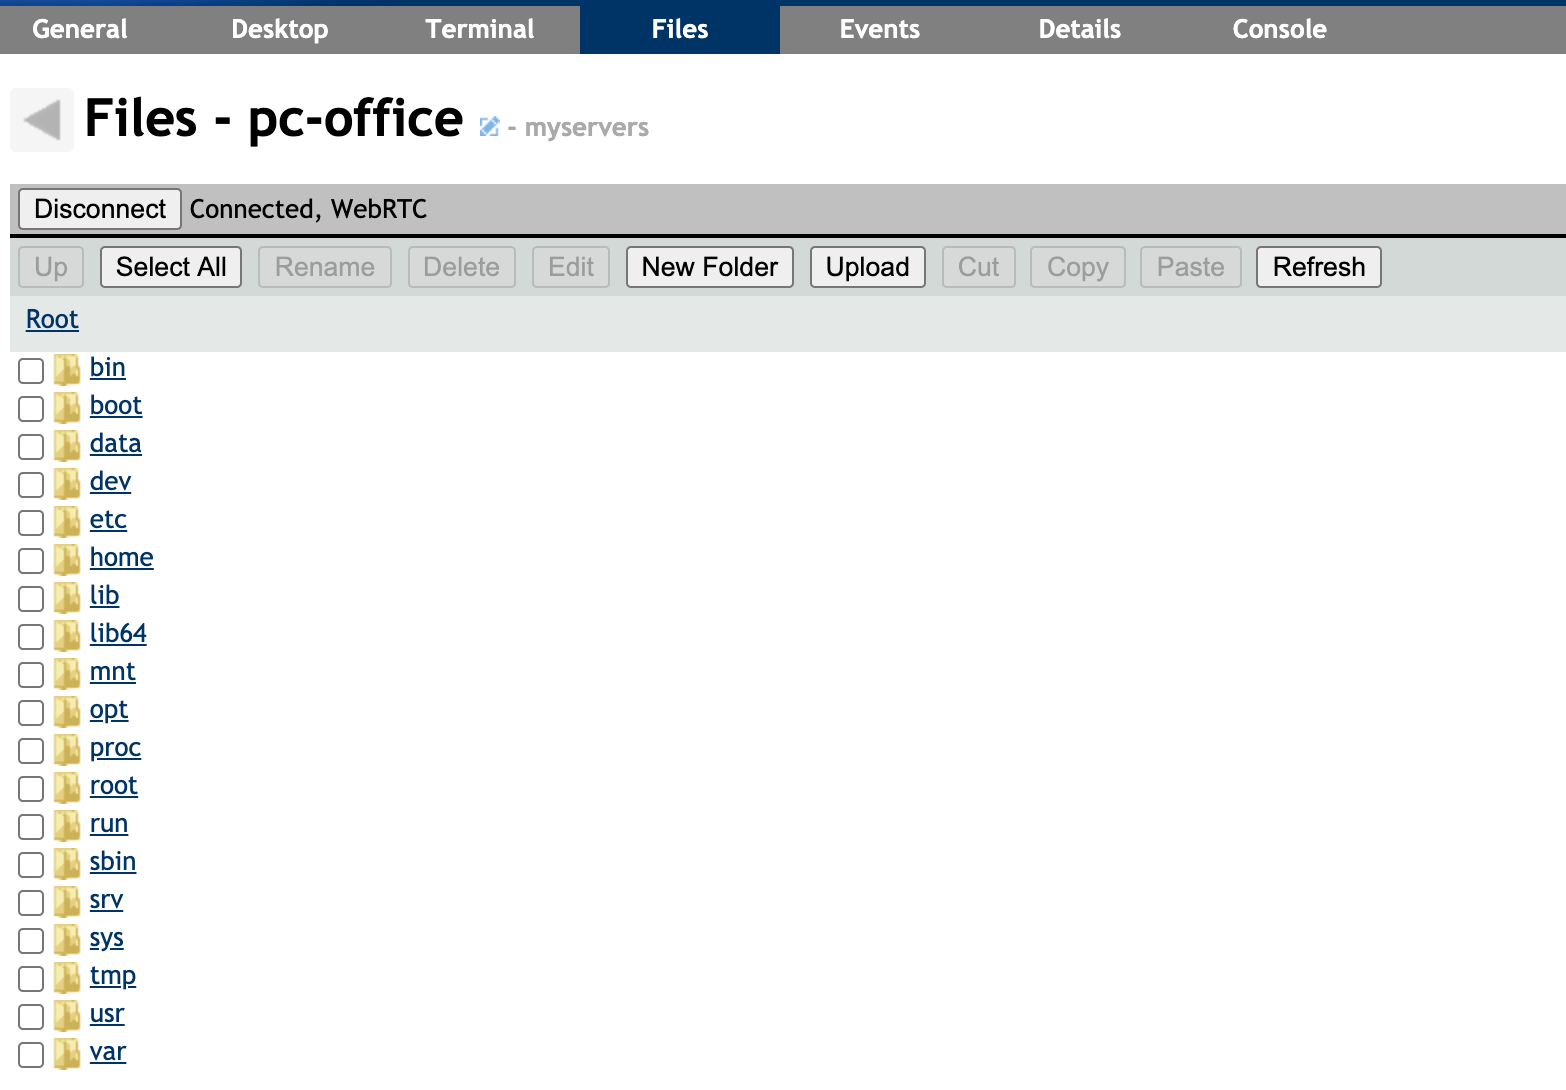 General Desktop Terminal Files Events Details Console
Files - pc-office - myservers
Disconnect Connected, WebRTC
Up Select All Rename Delete Edit New Folder Upload Cut Copy Paste Refresh
Root
bin
boot
data
dev
etc
home
lib
lib64
mnt
opt
proc
root
run
sbin
srv
sys
tmp
usr
var